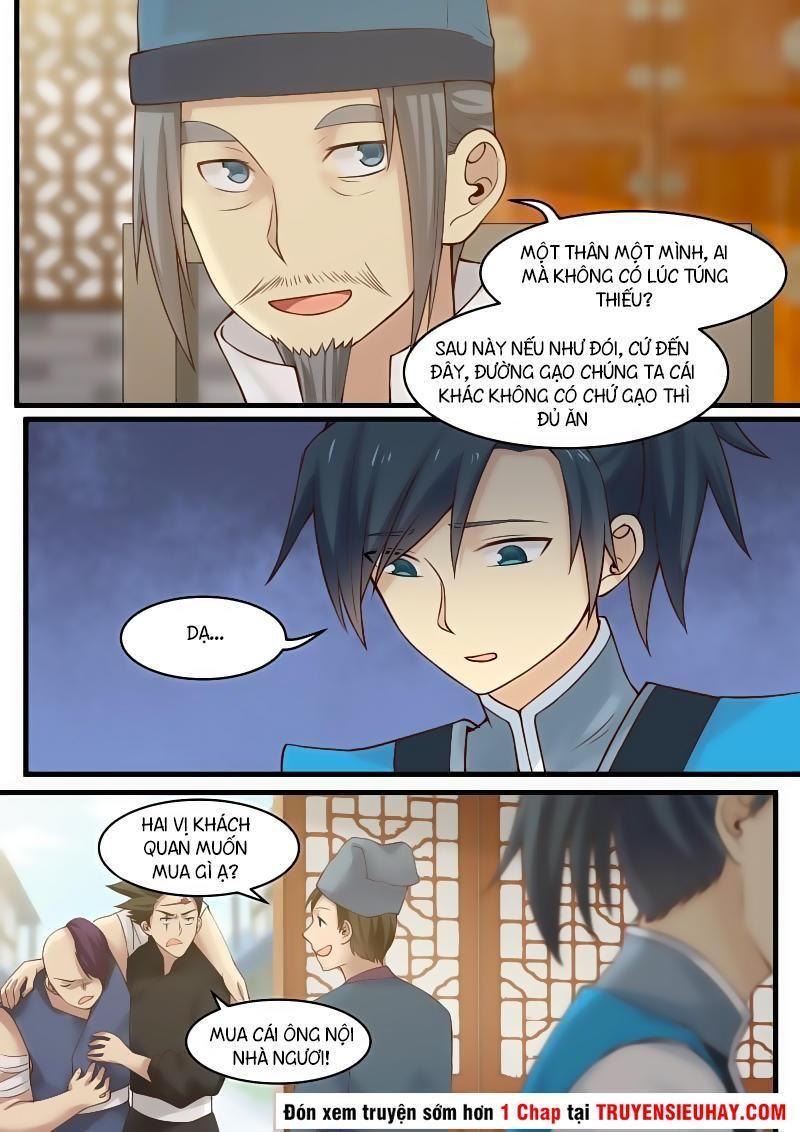 MỘT THÂN MỘT MÌNH, AI
MÀ KHÔNG CÓ LÚC TÚNG
THIẾU?
SAU NÀY NẾU NHƯ ĐÓI, CỨ ĐẾN
ĐÂY, ĐƯỜNG GẠO CHÚNG TA CÁI
KHÁC KHÔNG CÓ CHỨ GẠO THÌ
ĐỦ ĂN
DẠ...
HAI VỊ KHÁCH
QUAN MUỐN
MUA GÌ Ạ?
MUA CÁI ÔNG NỘI
NHÀ NGƯƠI!
Đón xem truyện sớm hơn 1 Chap tại TRUYENSIEUHAY.COM